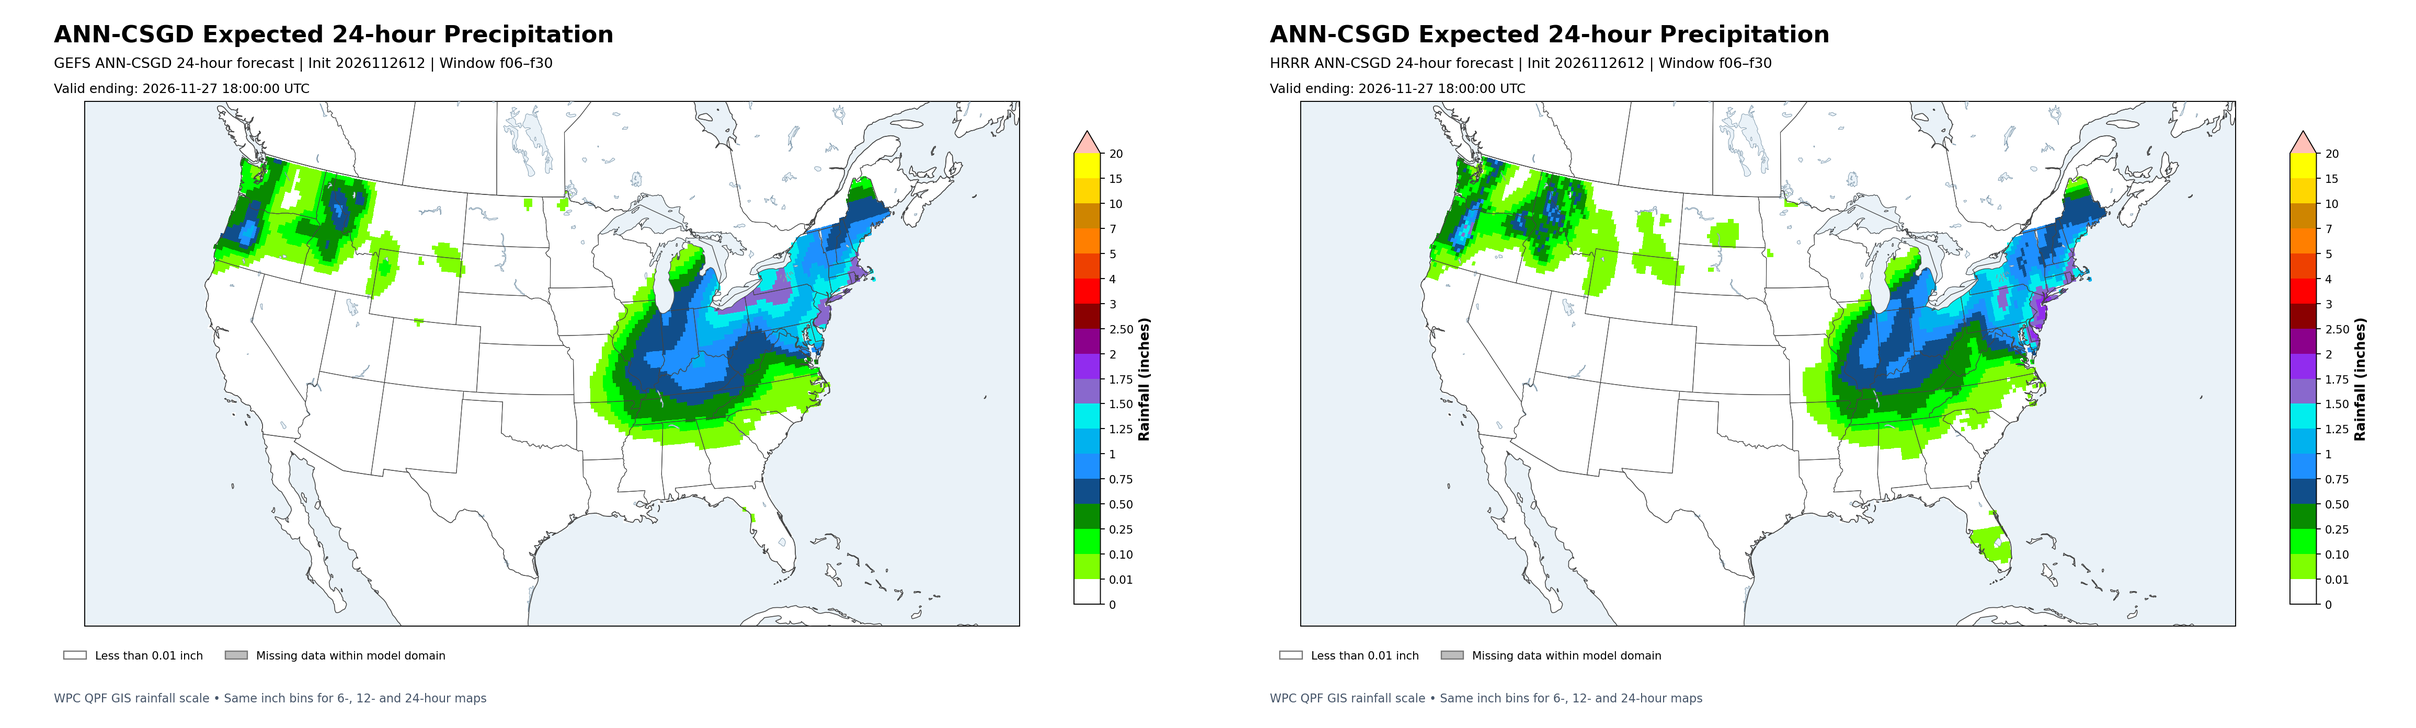 ANN-CSGD Expected 24-hour Precipitation
GEFS ANN-CSGD 24-hour forecast | Init 2026112612 | Window f06–f30
Valid ending: 2026-11-27 18:00:00 UTC
20
15
10
7
5
4
3
2.50
2
1.75
1.50
1.25
1
0.75
0.50
0.25
0.10
0.01
0
Rainfall (inches)
Less than 0.01 inch
Missing data within model domain
WPC QPF GIS rainfall scale • Same inch bins for 6-, 12- and 24-hour maps
ANN-CSGD Expected 24-hour Precipitation
HRRR ANN-CSGD 24-hour forecast | Init 2026112612 | Window f06–f30
Valid ending: 2026-11-27 18:00:00 UTC
20
15
10
7
5
4
3
2.50
2
1.75
1.50
1.25
1
0.75
0.50
0.25
0.10
0.01
0
Rainfall (inches)
Less than 0.01 inch
Missing data within model domain
WPC QPF GIS rainfall scale • Same inch bins for 6-, 12- and 24-hour maps